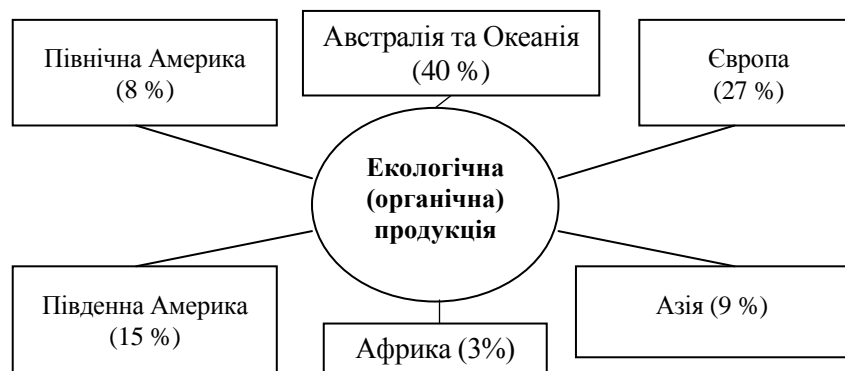 Північна Америка
(8 %)
Австралія та Океанія
(40 %)
Європа
(27 %)
Екологічна
(органічна)
продукція
Південна Америка
(15 %)
Африка (3%)
Азія (9 %)